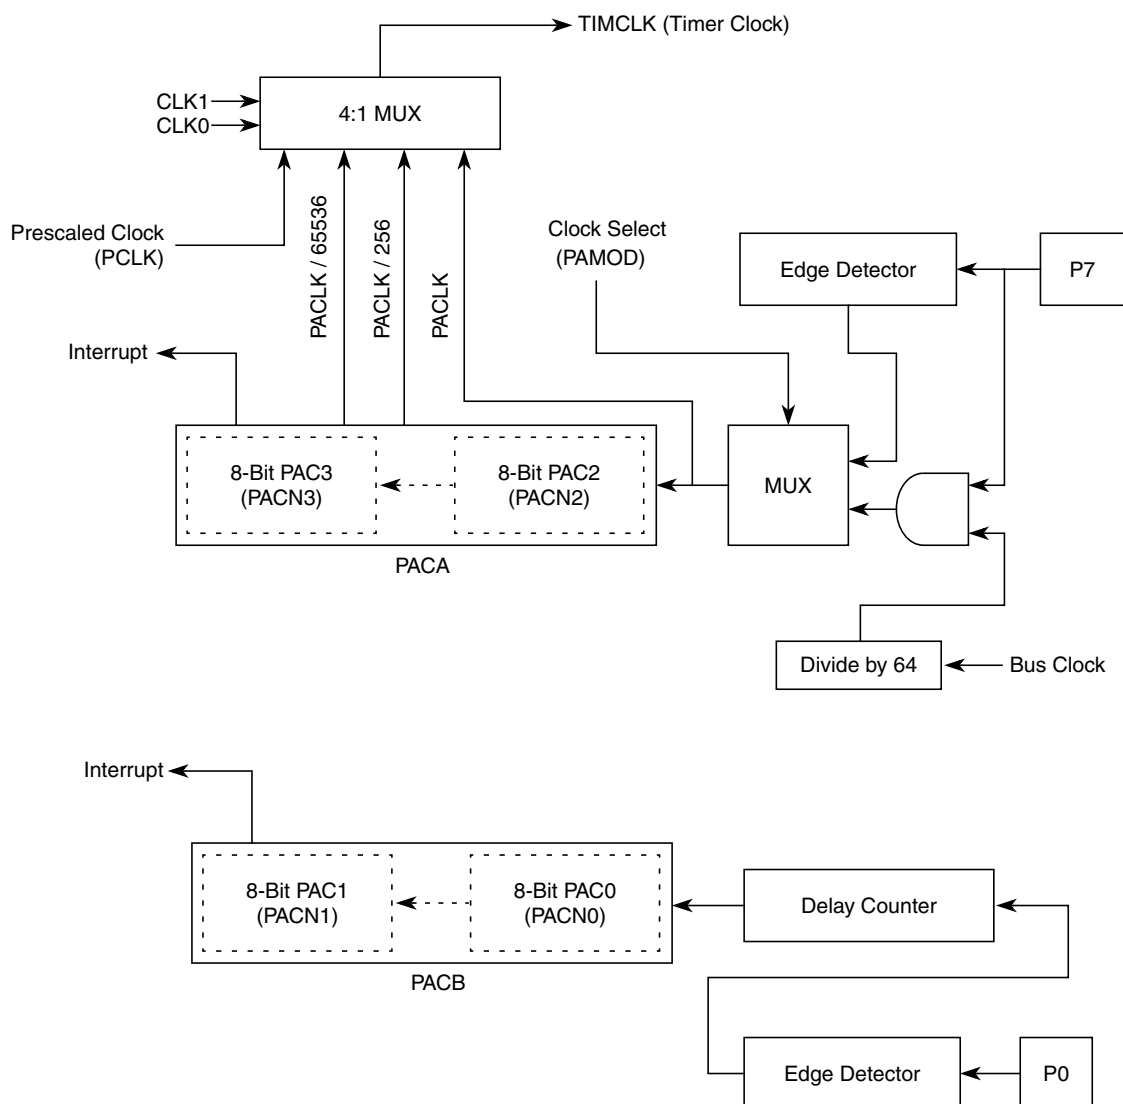 TIMCLK (Timer Clock)
CLK1
CLK0
4:1 MUX
Prescaled Clock
(PCLK)
PACLK / 65536
PACLK / 256
PACLK
Clock Select
(PAMOD)
Edge Detector
P7
Interrupt
8-Bit PAC3
(PACN3)
8-Bit PAC2
(PACN2)
MUX
PACA
Divide by 64
Bus Clock
Interrupt
8-Bit PAC1
(PACN1)
8-Bit PAC0
(PACN0)
Delay Counter
PACB
Edge Detector
P0